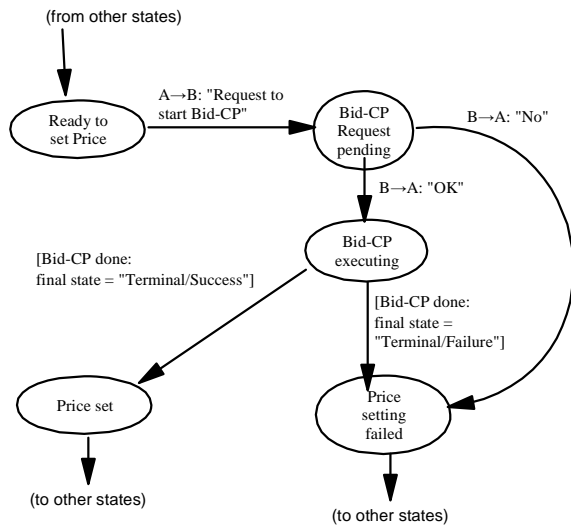 (from other states)
A→B: "Request to
start Bid-CP"
Ready to
set Price
Bid-CP
Request
pending
B→A: "No"
B→A: "OK"
Bid-CP
executing
[Bid-CP done:
final state = "Terminal/Success"]
[Bid-CP done:
final state =
"Terminal/Failure"]
Price set
Price
setting
failed
(to other states)
(to other states)